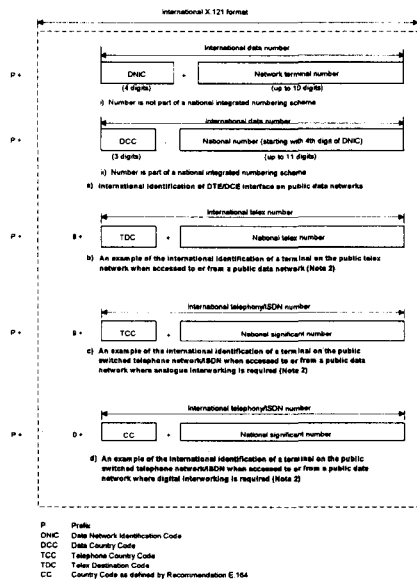 International X.121 format
International data number
P + DNIC + Network terminal number
(4 digits) (up to 10 digits)
i) Number is not part of a national integrated numbering scheme
International data number
P + DCC National number (starting with 4th digit of DNIC)
(3 digits) (up to 11 digits)
ii) Number is part of a national integrated numbering scheme
a) International identification of DTE/DCE interface on public data networks
International telex number
P + 8 + TDC + National telex number
b) An example of the international identification of a terminal on the public telex
network when accessed to or from a public data network (Note 2)
International telephony/ISDN number
P + TCC + National significant number
c) An example of the international identification of a terminal on the public
switched telephone network/ISDN when accessed to or from a public data
network where analogue interworking is required (Note 2)
International telephony/ISDN number
P + 0 + CC + National significant number
d) An example of the international identification of a terminal on the public
switched telephone network/ISDN when accessed to or from a public data
network where digital interworking is required (Note 2)
P Prefix
DNIC Data Network Identification Code
DCC Data Country Code
TCC Telephone Country Code
TDC Telex Destination Code
CC Country Code as defined by Recommendation E.164